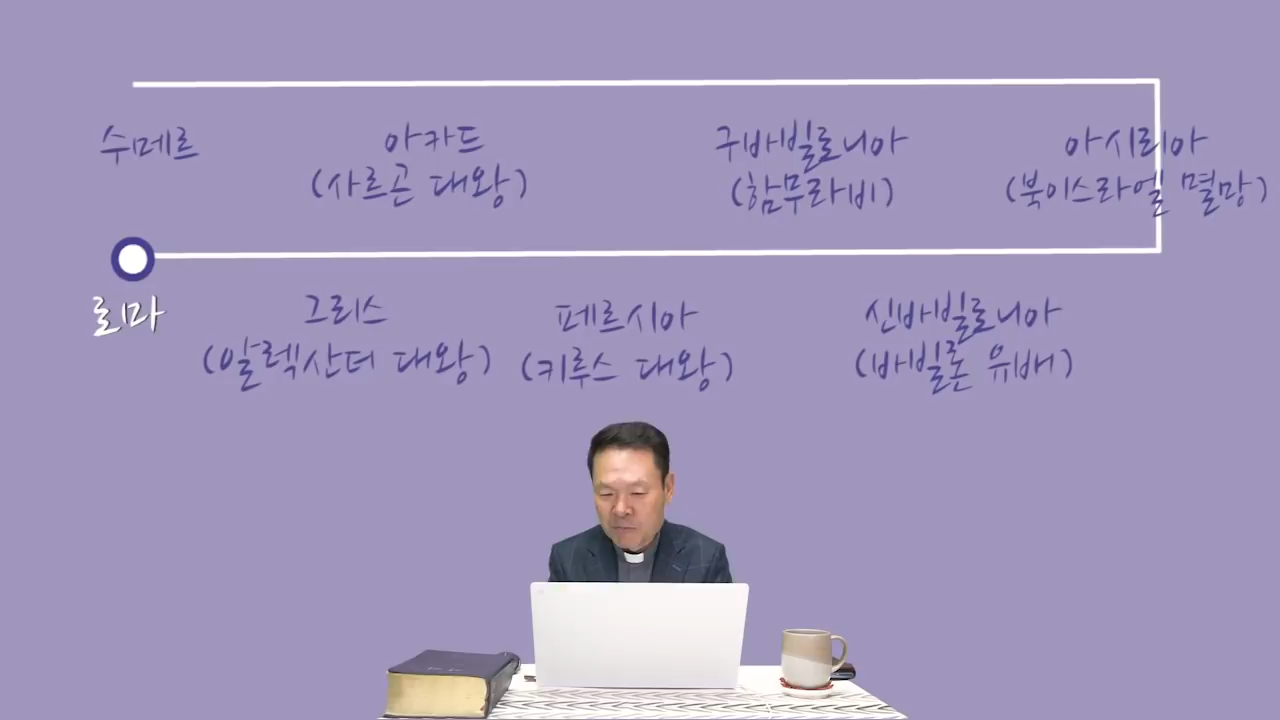 수메르
아카드
(사르곤 대왕)
구바빌로니아
(함무라비)
아시리아
(북이스라엘 멸망)
로마
그리스
(알렉산더 대왕)
페르시아
(키루스 대왕)
신바빌로니아
(바빌론 유배)